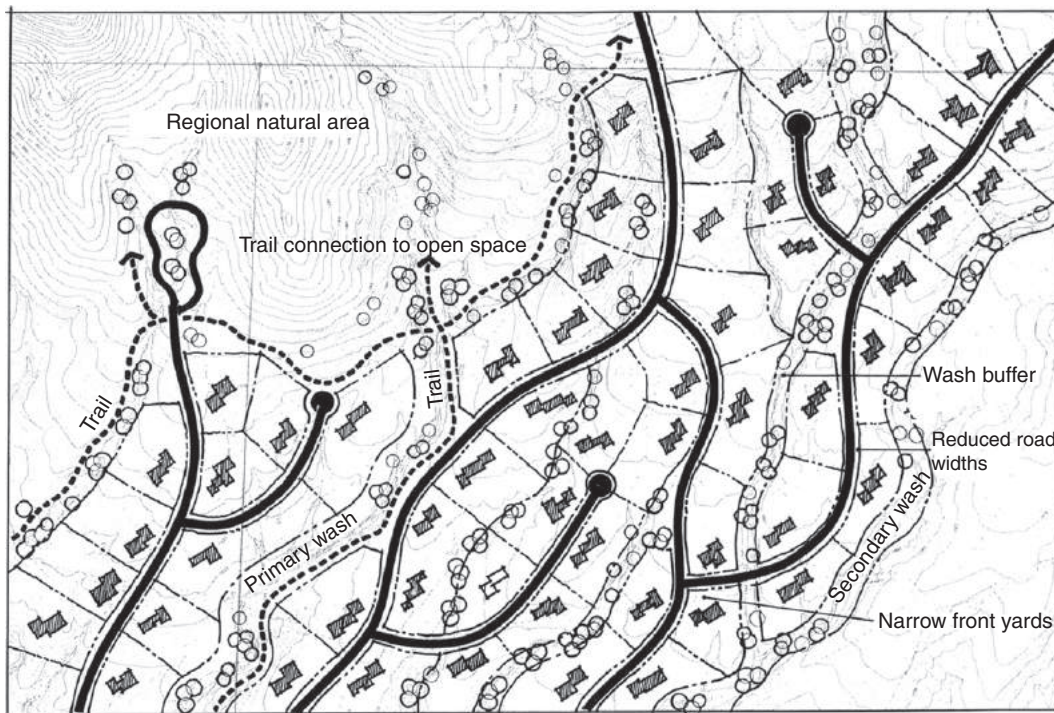 Regional natural area
Trail connection to open space
Trail
Trail
Wash buffer
Reduced road
widths
Primary wash
Secondary wash
Narrow front yards